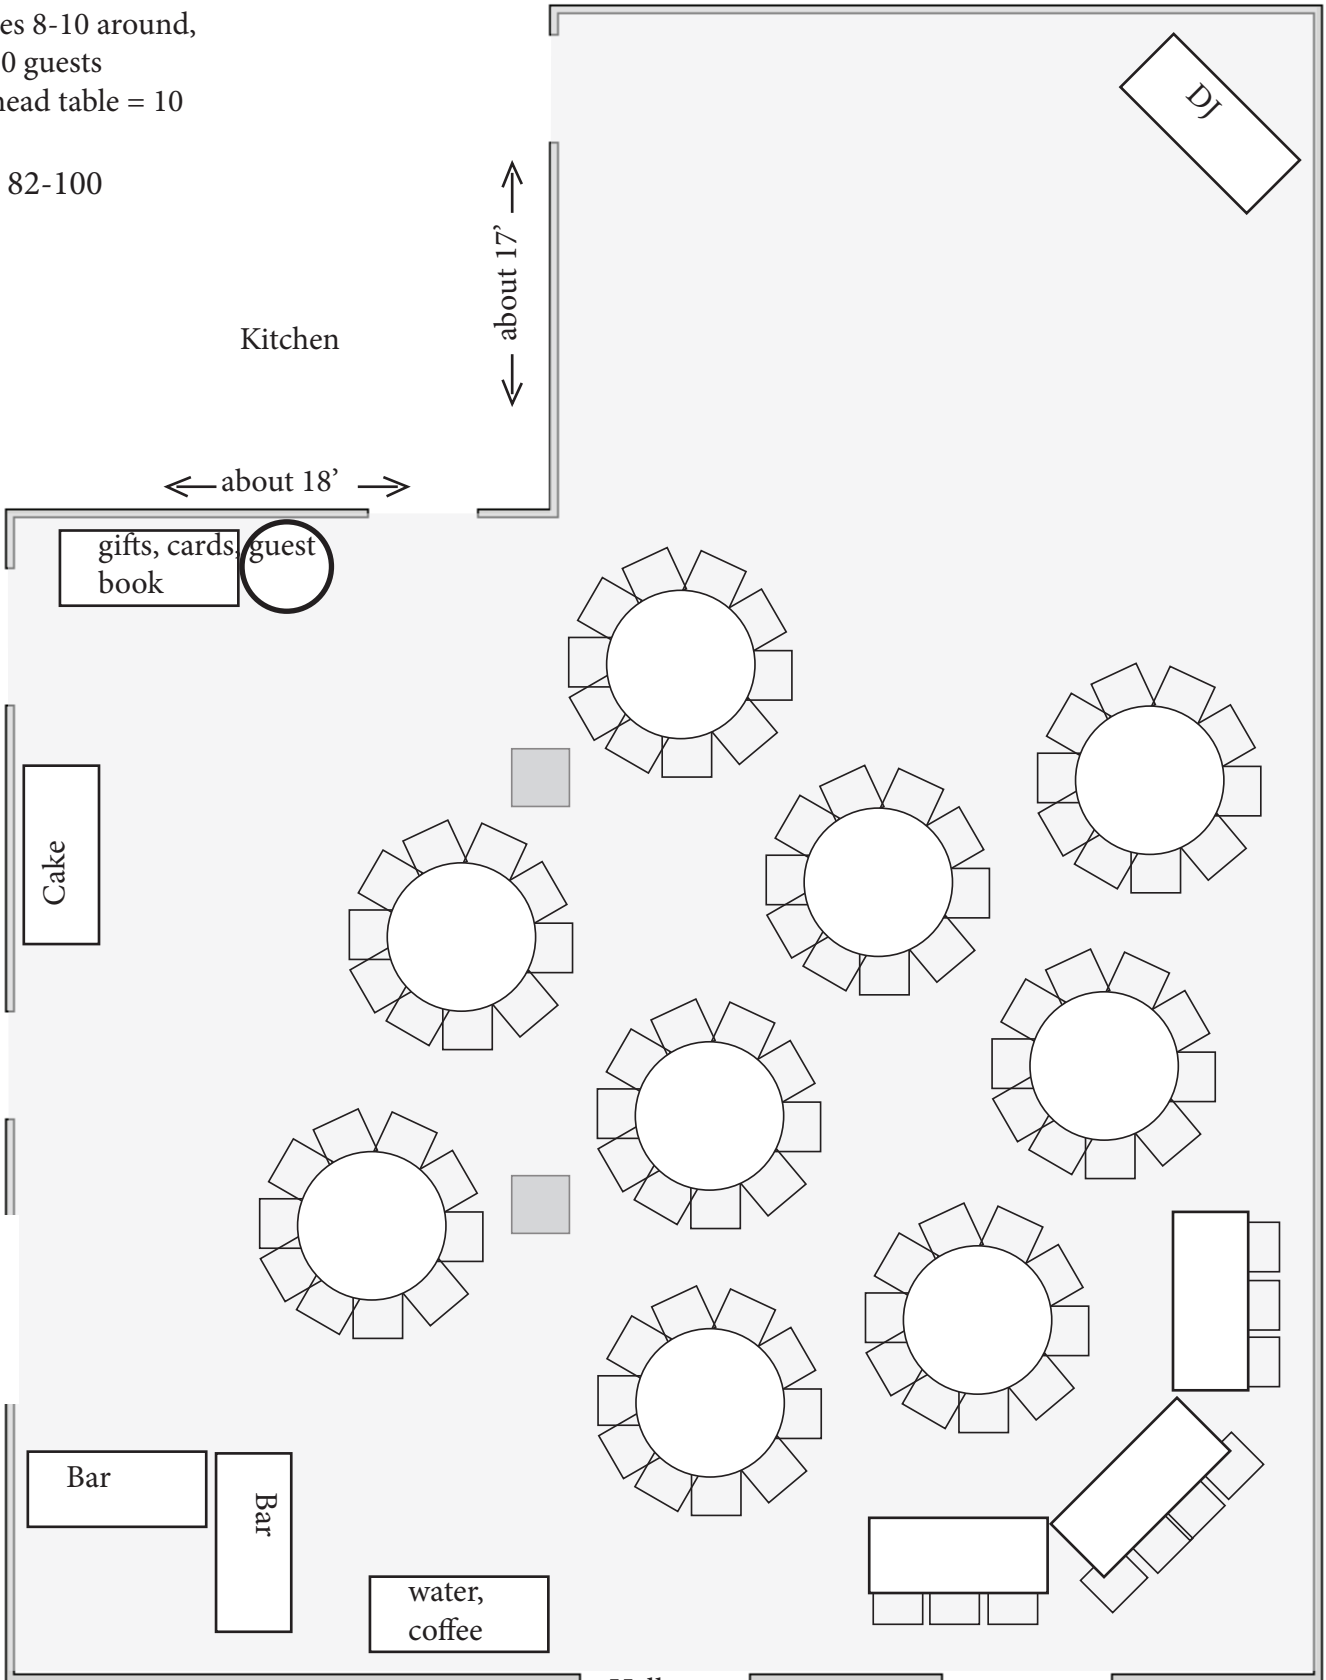 es 8-10 around,
0 guests
head table = 10
82-100
DJ
about 17’
Kitchen
about 18’
gifts, cards, guest
book
Cake
Bar
Bar
water,
coffee